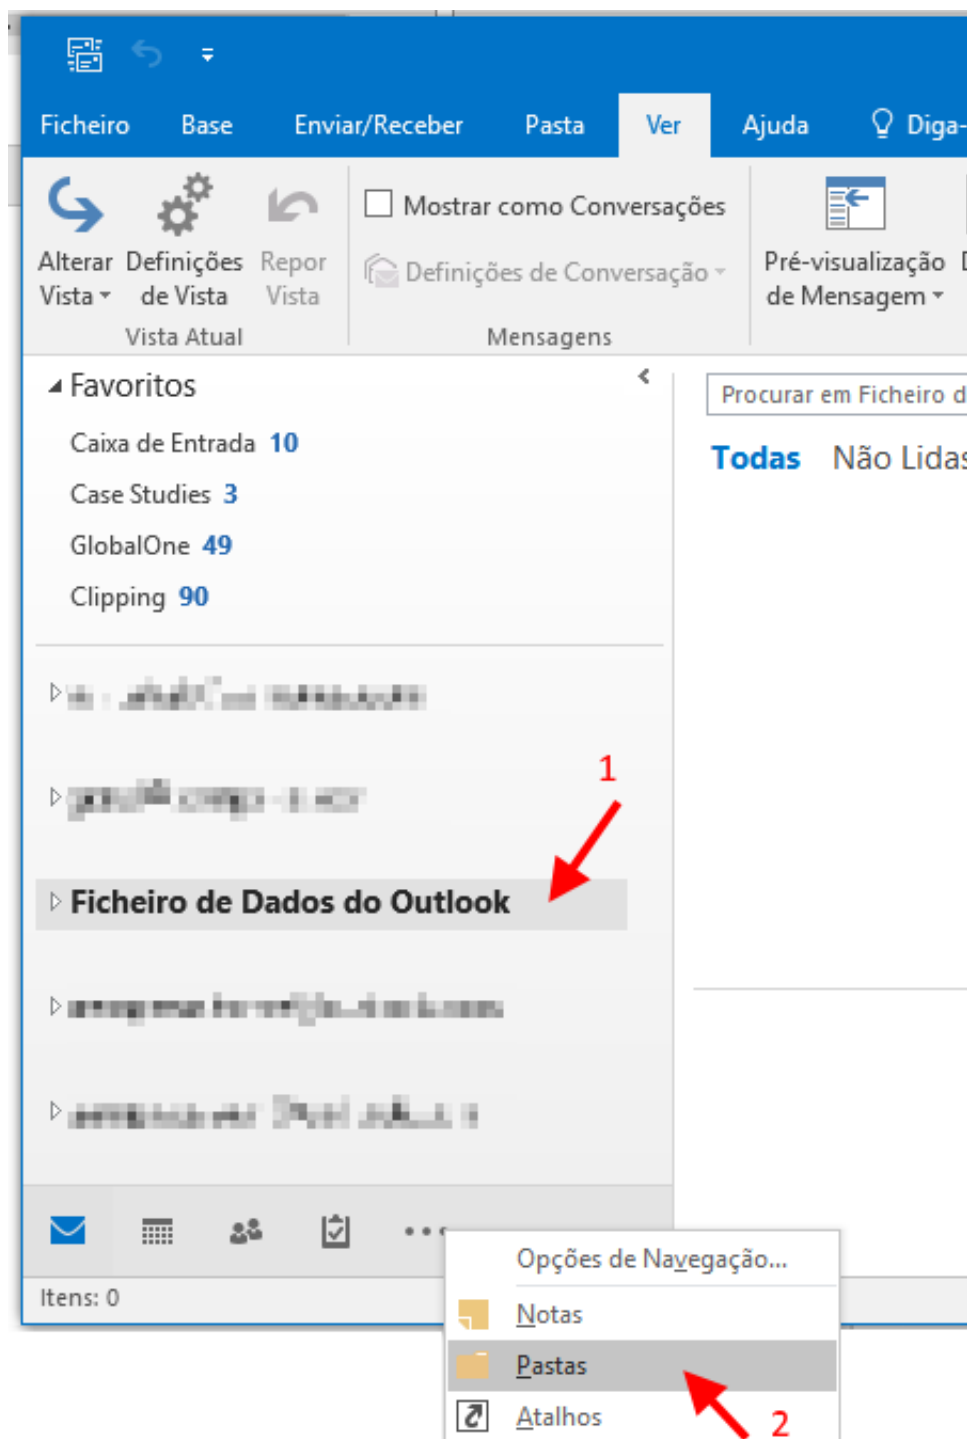 Ficheiro Base Enviar/Receber Pasta Ver Ajuda Diga-
Alterar Vista
Definições de Vista
Repor Vista
Vista Atual
Mostrar como Conversações
Definições de Conversação
Mensagens
Pré-visualização de Mensagem
Favoritos
Procurar em Ficheiro d
Caixa de Entrada 10
Todas Não Lidas
Case Studies 3
GlobalOne 49
Clipping 90
1
Ficheiro de Dados do Outlook
Opções de Navegação...
Itens: 0
Notas
Pastas
Atalhos
2